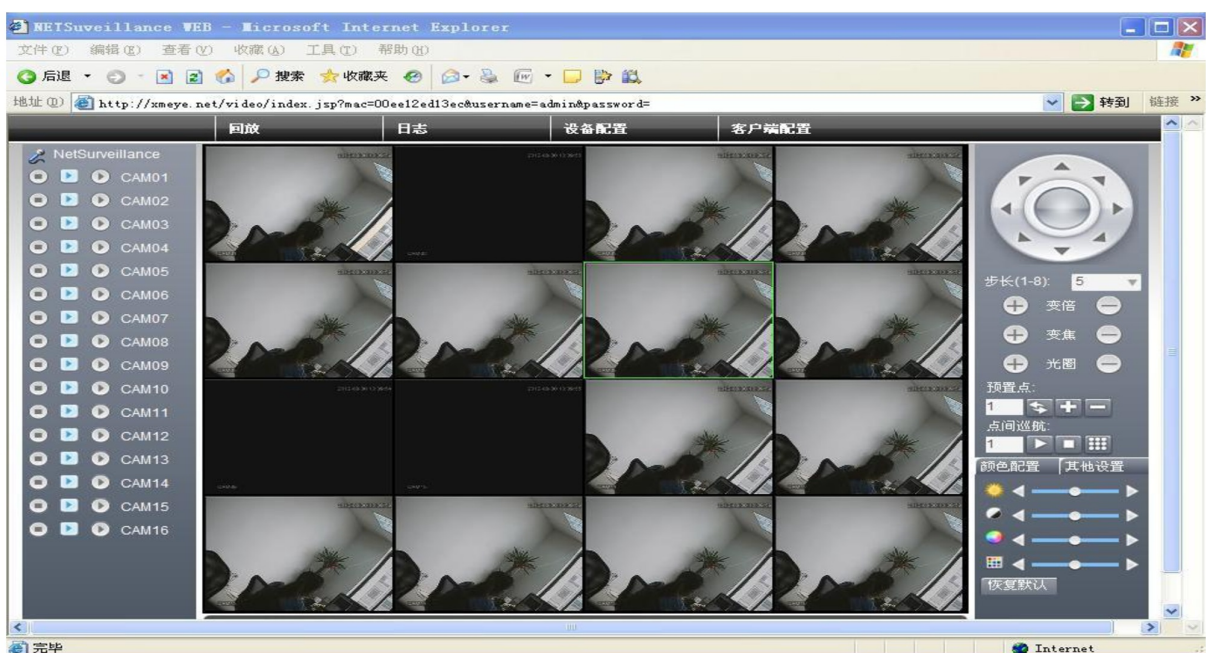 NETSuveillance WEB - Microsoft Internet Explorer
文件(F) 编辑(E) 查看(V) 收藏(A) 工具(T) 帮助(H)
后退 搜索 收藏夹
地址(D) http://xmeye.net/video/index.jsp?mac=00ee12ed13ec&username=admin&password= 转到 链接 »
回放 日志 设备配置 客户端配置
NetSurveillance
CAM01
CAM02
CAM03
CAM04
CAM05
CAM06
CAM07
CAM08
CAM09
CAM10
CAM11
CAM12
CAM13
CAM14
CAM15
CAM16
步长(1-8): 5
变倍
变焦
光圈
预置点:
1
点间巡航:
1
颜色配置 其他设置
恢复默认
完毕 Internet